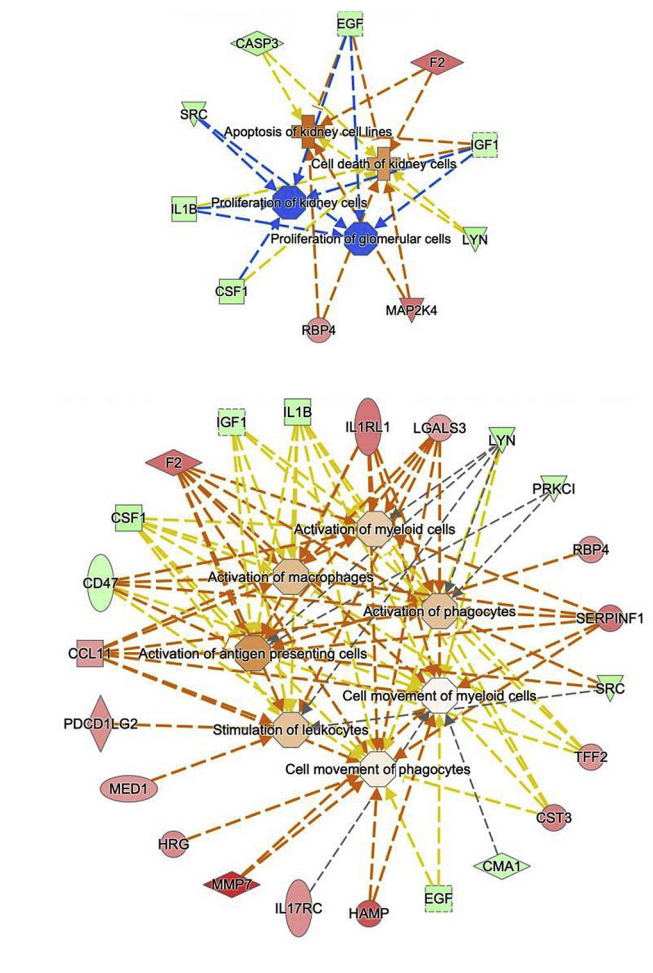 EGF
CASP3
F2
SRC
Apoptosis of kidney cell lines
IGF1
Cell death of kidney cells
Proliferation of kidney cells
IL1B
Proliferation of glomerular cells
LYN
CSF1
MAP2K4
RBP4
IGF1
IL1B
IL1RL1
LGALS3
LYN
F2
PRKCI
CSF1
Activation of myeloid cells
RBP4
Activation of macrophages
CD47
Activation of phagocytes
SERPINF1
CCL11
Activation of antigen presenting cells
SRC
Cell movement of myeloid cells
PDCD1LG2
Stimulation of leukocytes
TFF2
Cell movement of phagocytes
MED1
CST3
HRG
CMA1
MMP7
EGF
IL17RC
HAMP